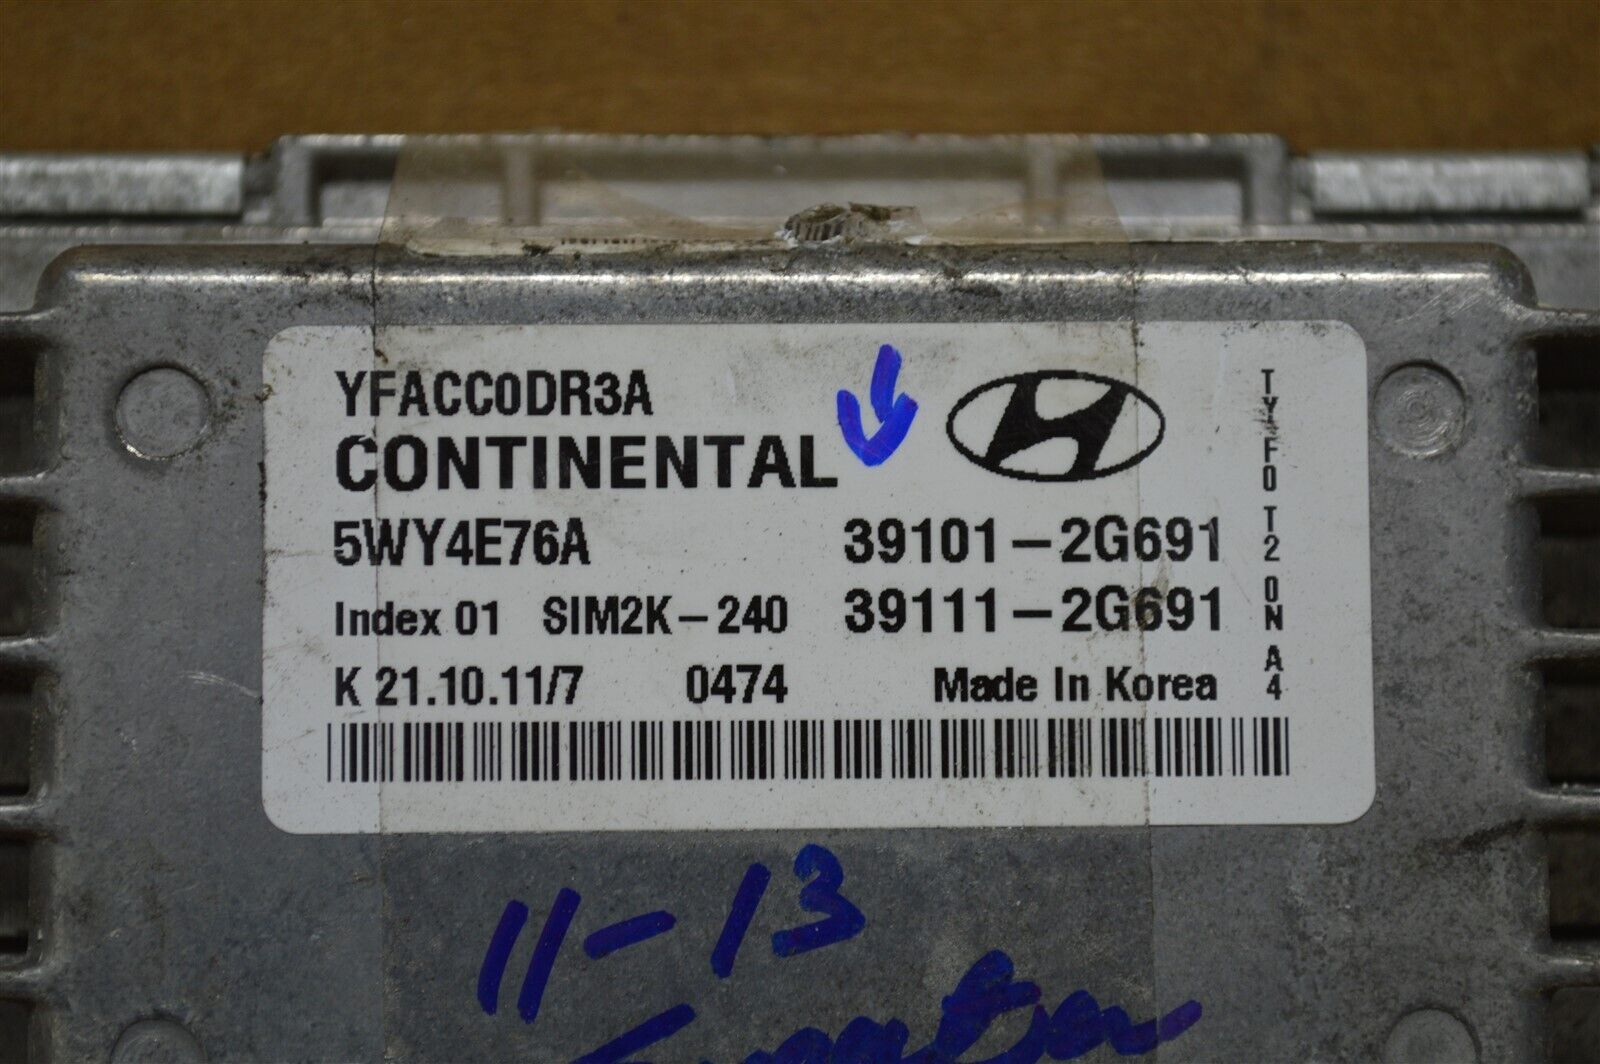 YFACC0DR3A
CONTINENTAL
5WY4E76A 39101-2G691
Index 01 SIM2K-240 39111-2G691
K 21.10.11/7 0474 Made In Korea
TYF0T20NA4
11-13